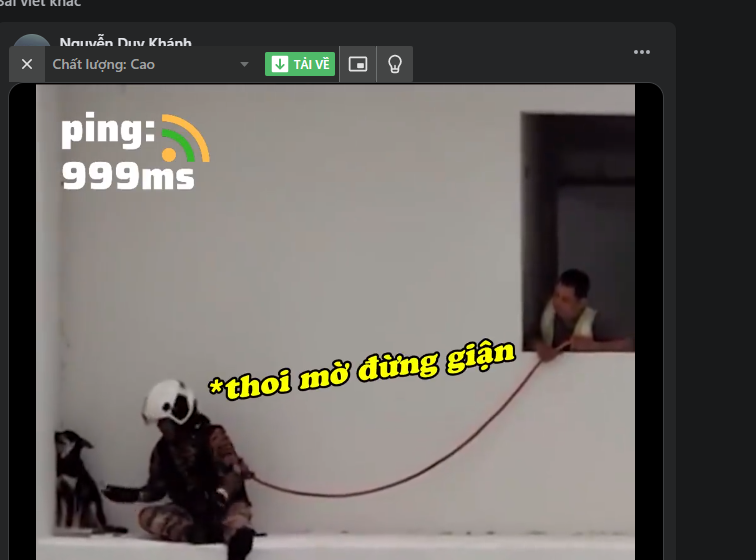 Bài viết khác
Nguyễn Duy Khánh
Chất lượng: Cao
TẢI VỀ
ping:
999ms
*thoi mờ đừng giận